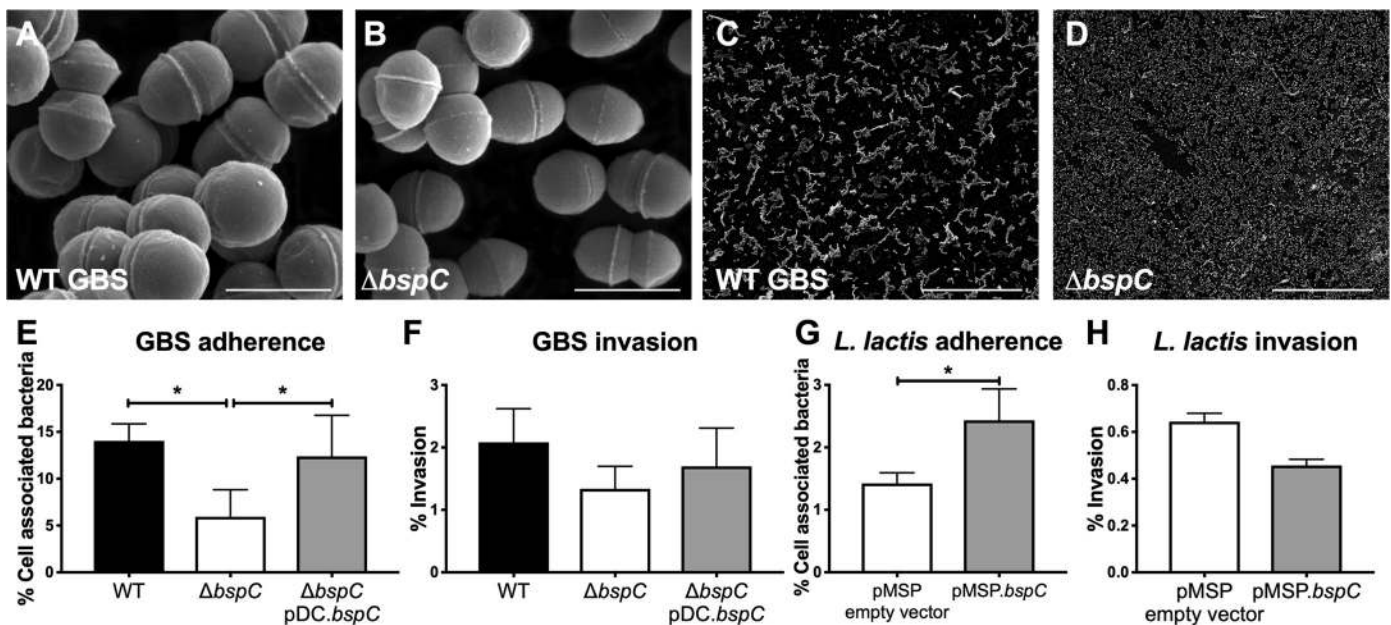 A
WT GBS
B
ΔbspC
C
WT GBS
D
ΔbspC
E
GBS adherence
% Cell associated bacteria
20
15
10
5
0
*
*
WT
ΔbspC
ΔbspC
pDC.bspC
F
GBS invasion
% Invasion
3
2
1
0
WT
ΔbspC
ΔbspC
pDC.bspC
G
L. lactis adherence
% Cell associated bacteria
3
2
1
0
*
pMSP
empty vector
pMSP.bspC
H
L. lactis invasion
% Invasion
0.8
0.6
0.4
0.2
0.0
pMSP
empty vector
pMSP.bspC